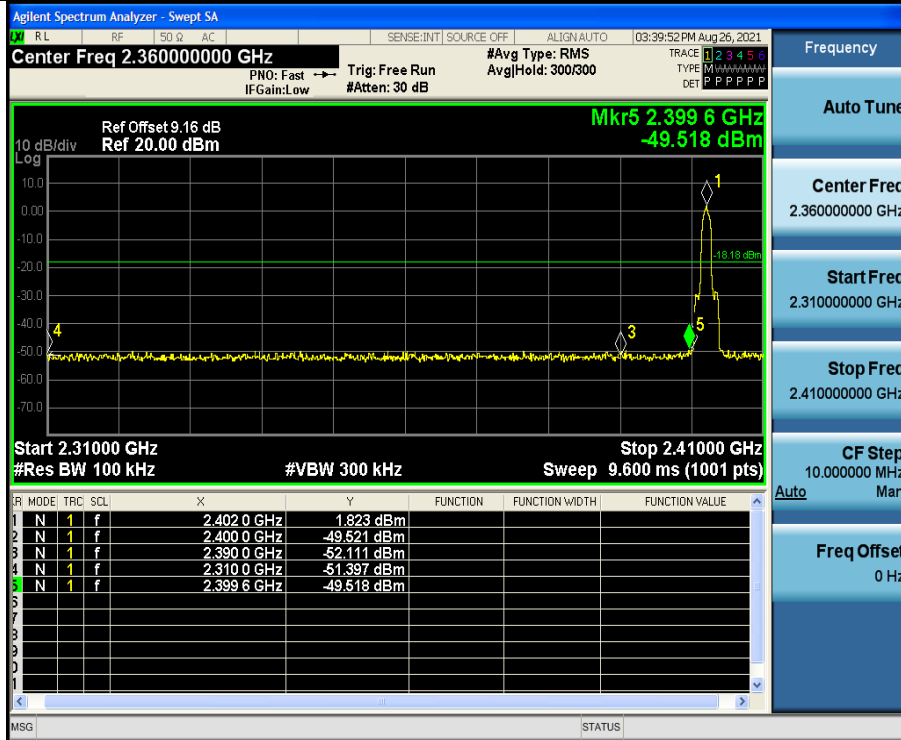 Agilent Spectrum Analyzer - Swept SA
LXI RL RF 50 Ω AC SENSE:INT SOURCE OFF ALIGN AUTO 03:39:52 PM Aug 26, 2021
Center Freq 2.360000000 GHz
#Avg Type: RMS
TRACE 1 2 3 4 5 6
PNO: Fast
Trig: Free Run
Avg|Hold: 300/300
TYPE M
IFGain:Low
#Atten: 30 dB
DET P P P P P P
Mkr5 2.399 6 GHz
-49.518 dBm
Ref Offset 9.16 dB
10 dB/div Ref 20.00 dBm
Log
10.0
0.00
-10.0
-20.0
-30.0
-40.0
-50.0
-60.0
-70.0
1
-18.18 dBm
4
3
5
Start 2.31000 GHz Stop 2.41000 GHz
#Res BW 100 kHz #VBW 300 kHz Sweep 9.600 ms (1001 pts)
MODE TRC SCL X Y FUNCTION FUNCTION WIDTH FUNCTION VALUE
1 N 1 f 2.402 0 GHz 1.823 dBm
2 N 1 f 2.400 0 GHz -49.521 dBm
3 N 1 f 2.390 0 GHz -52.111 dBm
4 N 1 f 2.310 0 GHz -51.397 dBm
5 N 1 f 2.399 6 GHz -49.518 dBm
6
7
8
9
MSG STATUS
Frequency
Auto Tune
Center Freq
2.360000000 GHz
Start Freq
2.310000000 GHz
Stop Freq
2.410000000 GHz
CF Step
10.000000 MHz
Auto Man
Freq Offset
0 Hz